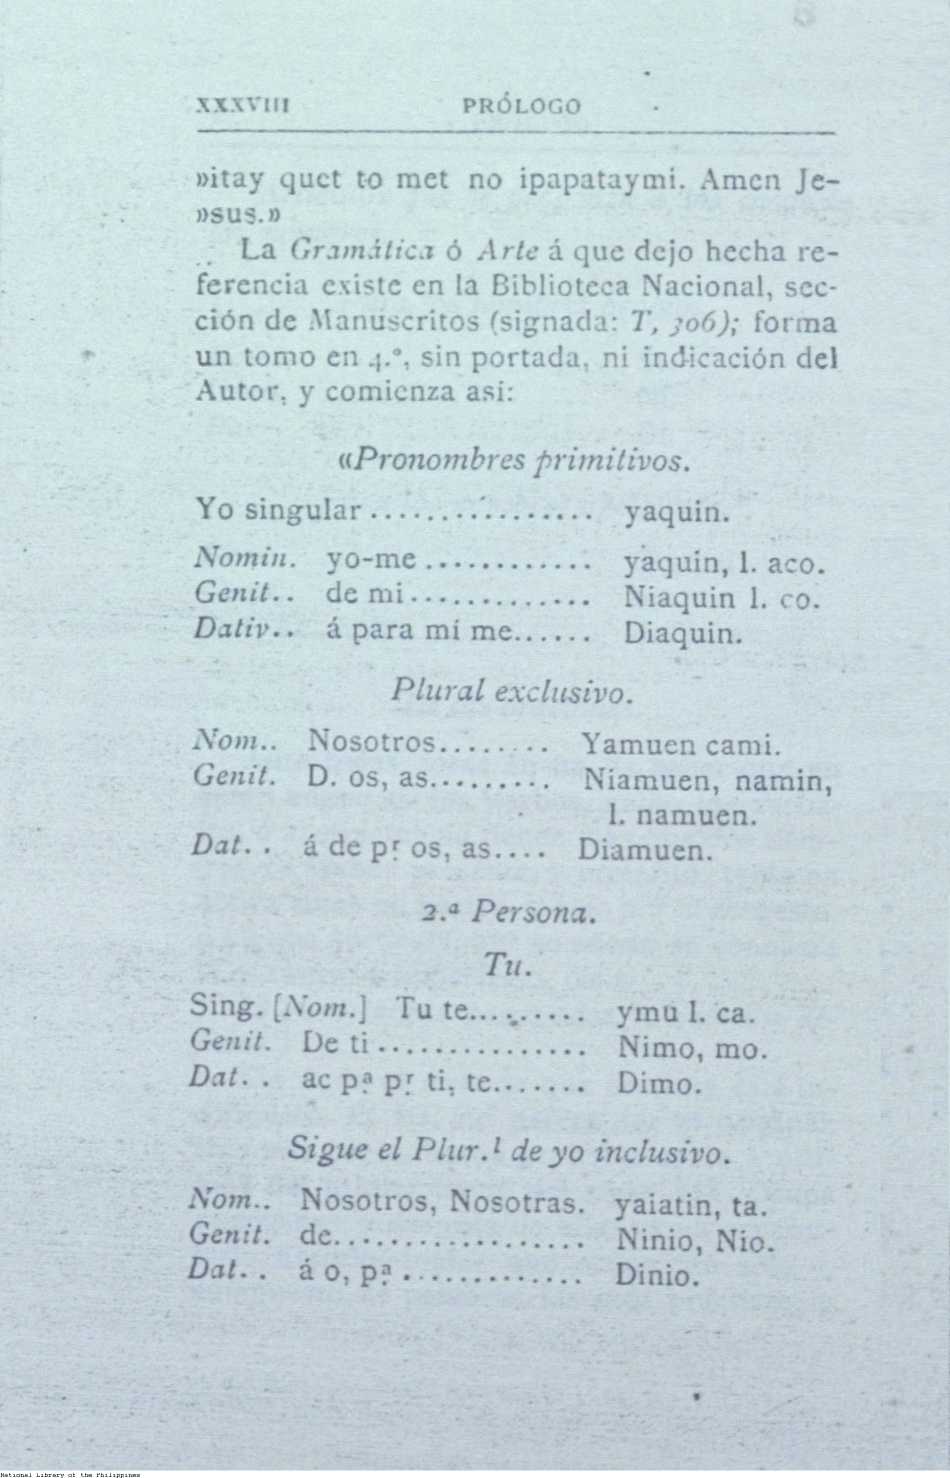 XXXVIII PRÓLOGO
»itay quet to met no ipapataymi. Amen Je-
»sus.»
La Gramática ó Arte á que dejo hecha re-
ferencia existe en la Biblioteca Nacional, sec-
ción de Manuscritos (signada: T, 306); forma
un tomo en 4.°, sin portada, ni indicación del
Autor, y comienza así:
«Pronombres primitivos.
Yo singular ................ yaquin.
Nomin. yo-me ............ yaquin, l. aco.
Genit.. de mi............. Niaquin l. co.
Dativ.. á para mí me...... Diaquin.
Plural exclusivo.
Nom.. Nosotros........ Yamuen cami.
Genit. D. os, as......... Niamuen, namin,
l. namuen.
Dat. . á de pr os, as.... Diamuen.
2.ª Persona.
Tu.
Sing. [Nom.] Tu te......... ymu l. ca.
Genit. De ti ............... Nimo, mo.
Dat. . ac pª pr ti, te....... Dimo.
Sigue el Plur.l de yo inclusivo.
Nom.. Nosotros, Nosotras. yaiatin, ta.
Genit. de.................. Ninio, Nio.
Dat. . á o, pª ............. Dinio.
National Library of the Philippines